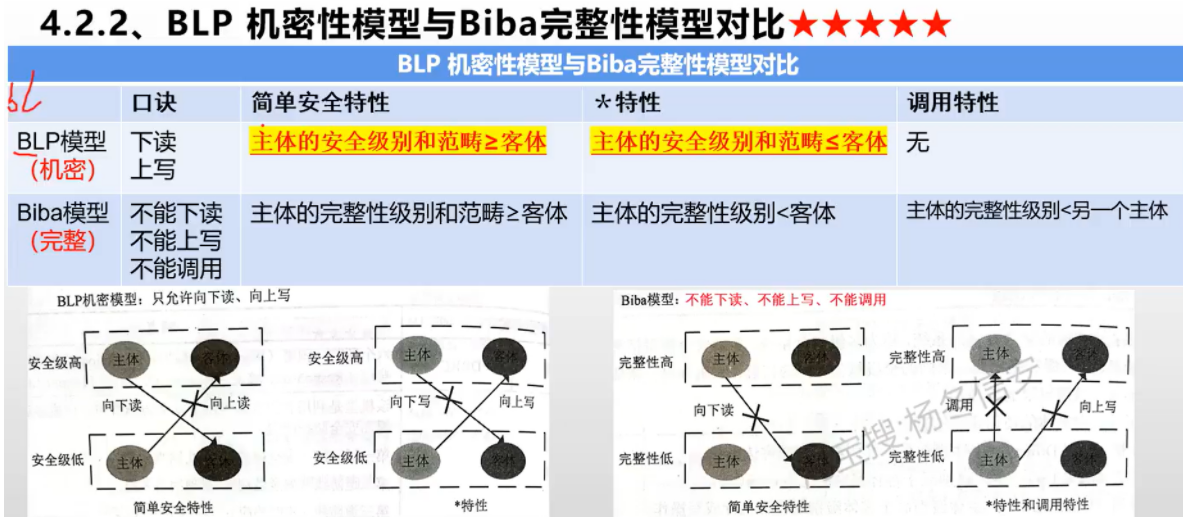 4.2.2、BLP 机密性模型与Biba完整性模型对比★★★★★
BLP 机密性模型与Biba完整性模型对比
口诀 简单安全特性 *特性 调用特性
BLP模型
(机密)
下读
上写
主体的安全级别和范畴≥客体
主体的安全级别和范畴≤客体
无
Biba模型
(完整)
不能下读
不能上写
不能调用
主体的完整性级别和范畴≥客体
主体的完整性级别<客体
主体的完整性级别<另一个主体
BLP机密模型：只允许向下读、向上写
安全级高 主体 客体
向下读 向上读
安全级低 主体 客体
简单安全特性
安全级高 主体 客体
向下写 向上写
安全级低 主体 客体
*特性
Biba模型：不能下读、不能上写、不能调用
完整性高 主体 客体
向下读
完整性低 主体 客体
简单安全特性
完整性高 主体 客体
调用 向上写
完整性低 主体 客体
*特性和调用特性
宝搜:杨冬信安